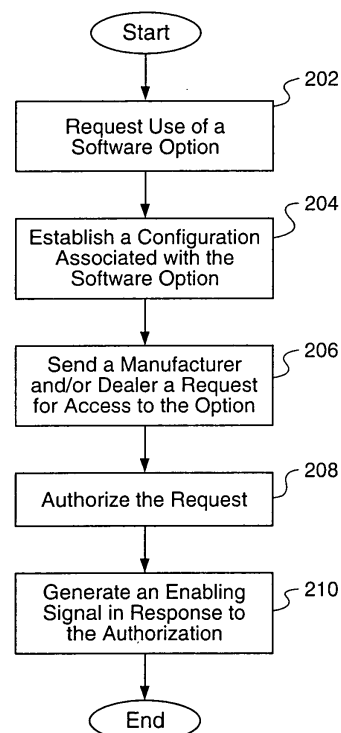 Start
202
Request Use of a
Software Option
204
Establish a Configuration
Associated with the
Software Option
206
Send a Manufacturer
and/or Dealer a Request
for Access to the Option
208
Authorize the Request
210
Generate an Enabling
Signal in Response to
the Authorization
End